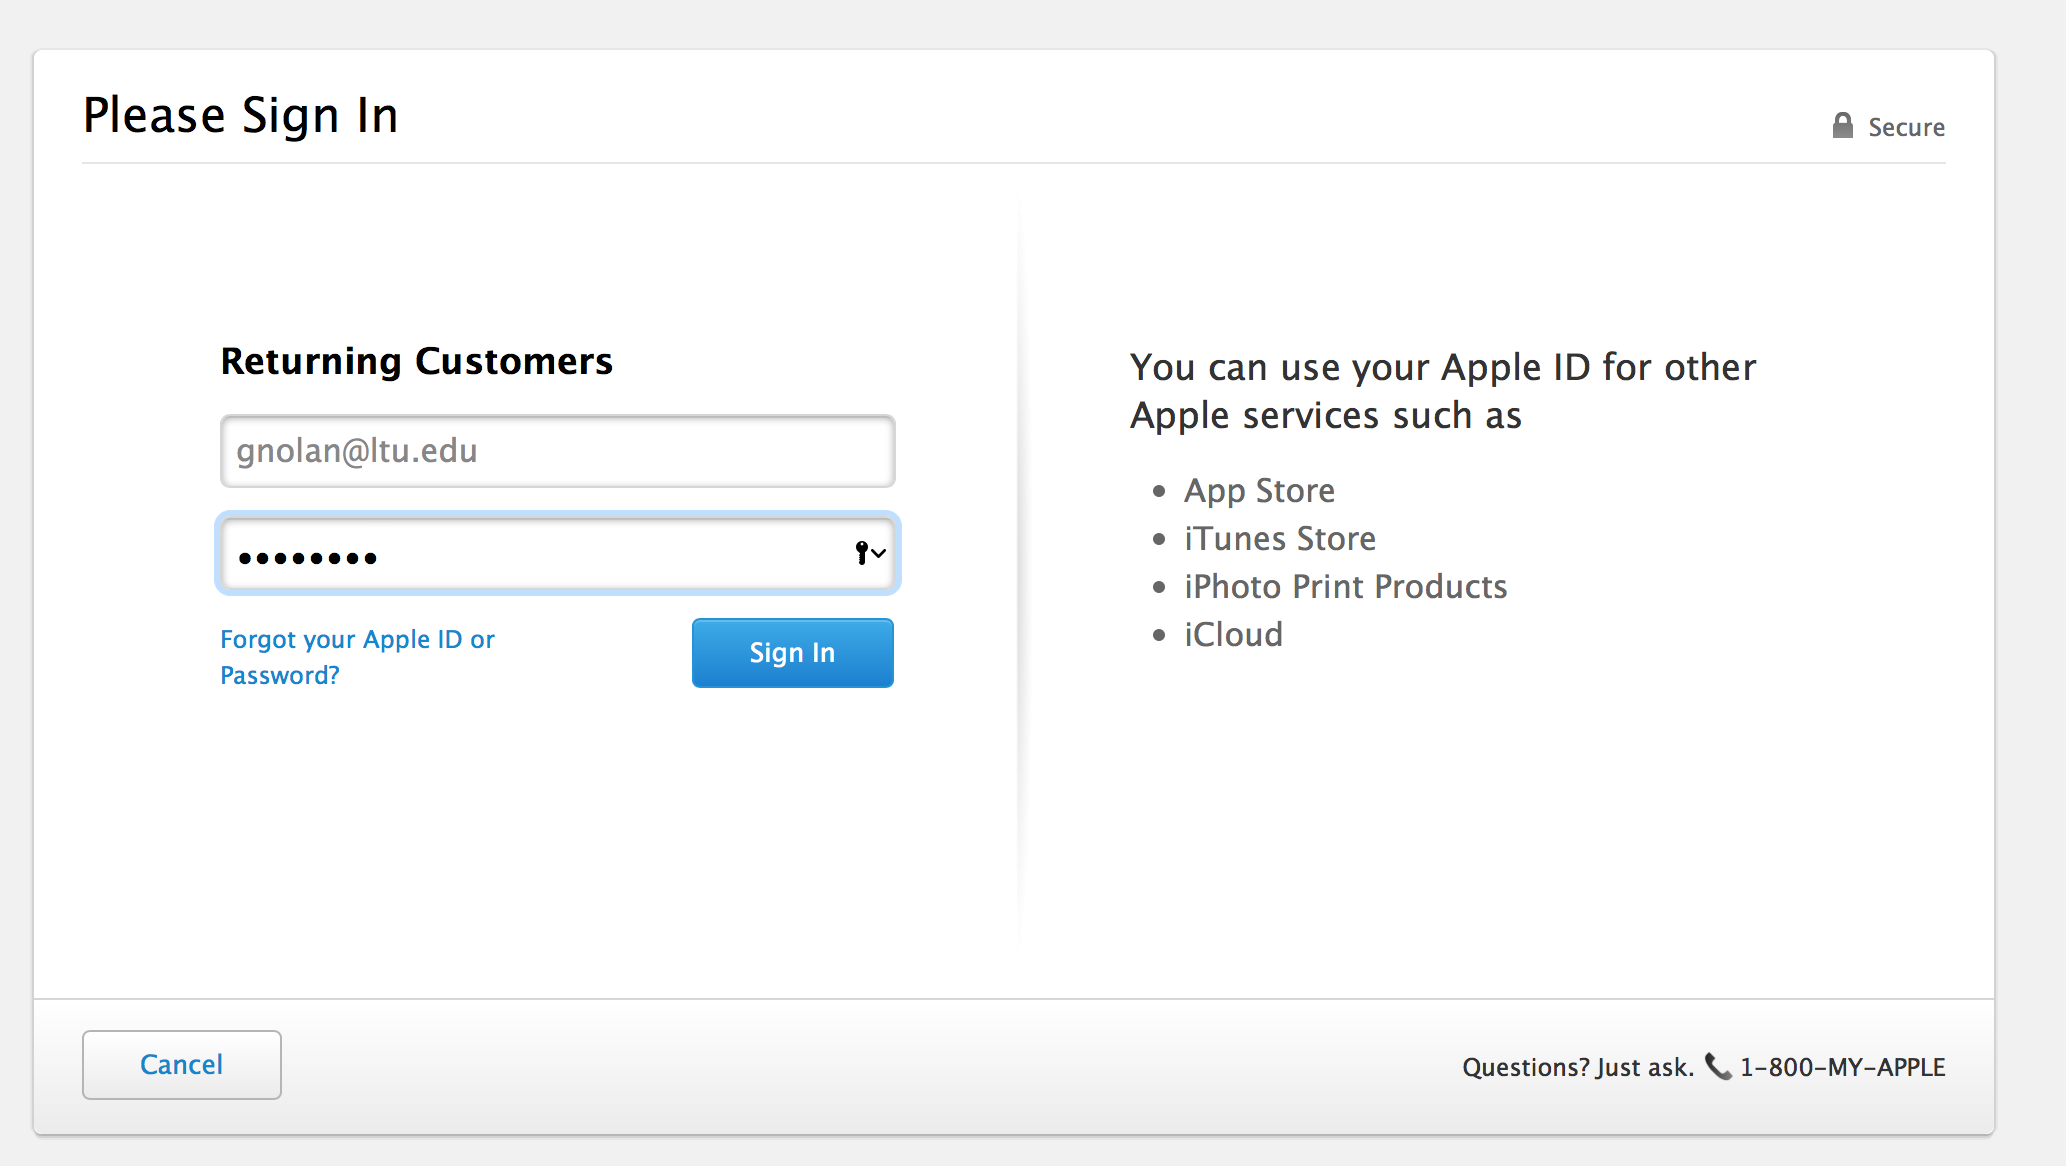 Please Sign In
Secure
Returning Customers
gnolan@ltu.edu
••••••••
Forgot your Apple ID or
Password?
Sign In
You can use your Apple ID for other
Apple services such as
• App Store
• iTunes Store
• iPhoto Print Products
• iCloud
Cancel
Questions? Just ask. 1-800-MY-APPLE